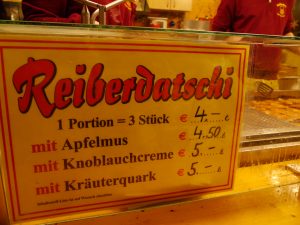 Reiberdatschi
1 Portion = 3 Stück € 4.-
mit Apfelmus € 4,50.
mit Knoblauchcreme € 5.-
mit Kräuterquark € 5.-